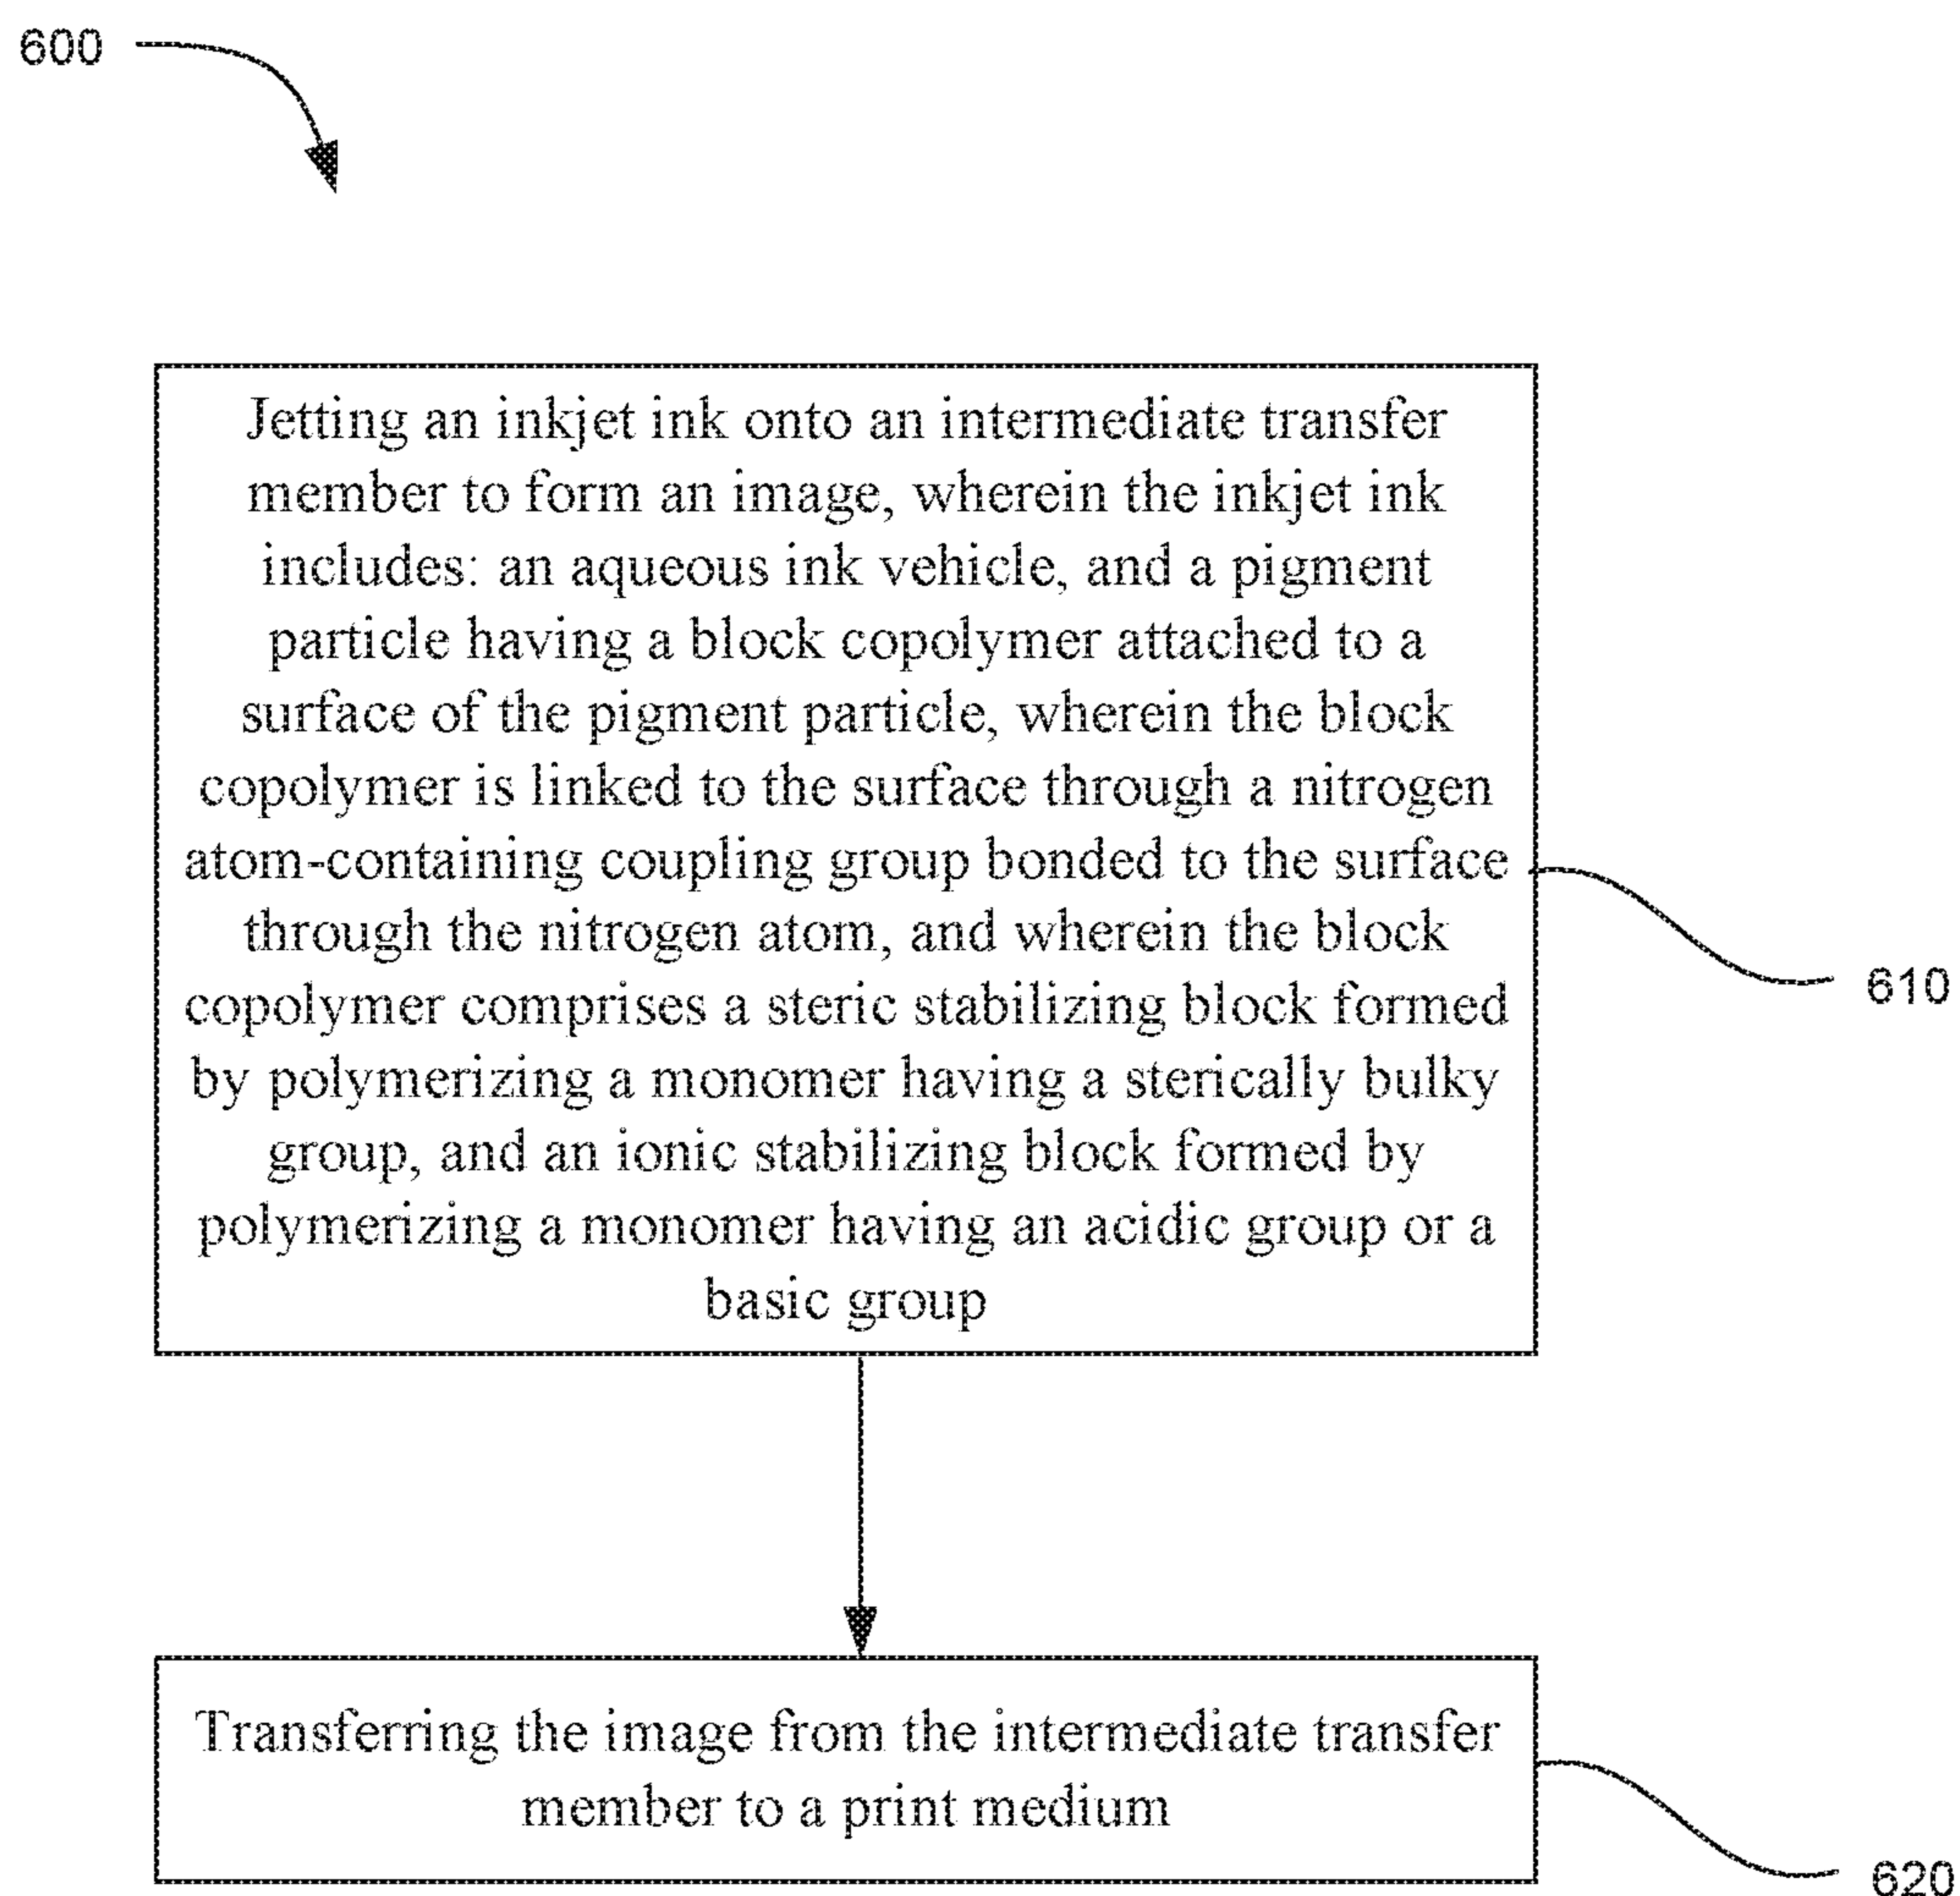 600
Jetting an inkjet ink onto an intermediate transfer
member to form an image, wherein the inkjet ink
includes: an aqueous ink vehicle, and a pigment
particle having a block copolymer attached to a
surface of the pigment particle, wherein the block
copolymer is linked to the surface through a nitrogen
atom-containing coupling group bonded to the surface
through the nitrogen atom, and wherein the block
copolymer comprises a steric stabilizing block formed
by polymerizing a monomer having a sterically bulky
group, and an ionic stabilizing block formed by
polymerizing a monomer having an acidic group or a
basic group
610
Transferring the image from the intermediate transfer
member to a print medium
620